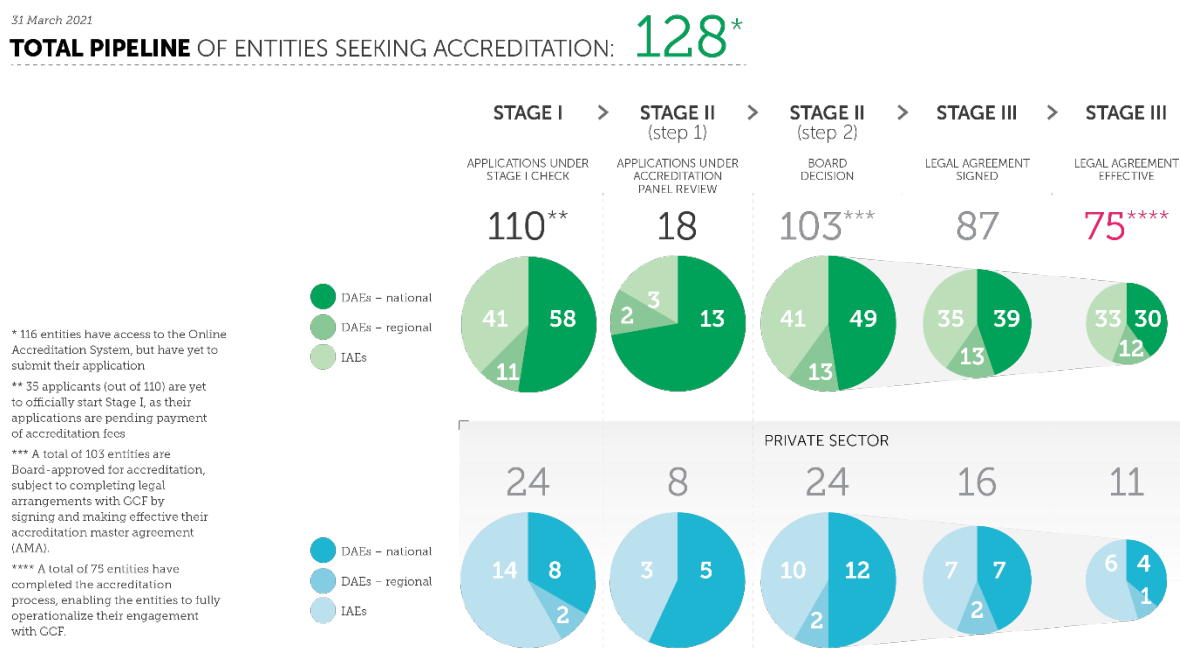 31 March 2021
TOTAL PIPELINE OF ENTITIES SEEKING ACCREDITATION: 128*
STAGE I > STAGE II > STAGE II > STAGE III > STAGE III
(step 1) (step 2)
APPLICATIONS UNDER
STAGE I CHECK
APPLICATIONS UNDER
ACCREDITATION
PANEL REVIEW
BOARD
DECISION
LEGAL AGREEMENT
SIGNED
LEGAL AGREEMENT
EFFECTIVE
110** 18 103*** 87 75****
DAEs – national
DAEs – regional
IAEs
41 58 11
3 2 13
41 49 13
35 39 13
33 30 12
* 116 entities have access to the Online
Accreditation System, but have yet to
submit their application
** 35 applicants (out of 110) are yet
to officially start Stage I, as their
applications are pending payment
of accreditation fees
*** A total of 103 entities are
Board-approved for accreditation,
subject to completing legal
arrangements with GCF by
signing and making effective their
accreditation master agreement
(AMA).
**** A total of 75 entities have
completed the accreditation
process, enabling the entities to fully
operationalize their engagement
with GCF.
PRIVATE SECTOR
24 8 24 16 11
DAEs – national
DAEs – regional
IAEs
14 8 2
3 5
10 12 2
7 7 2
6 4 1